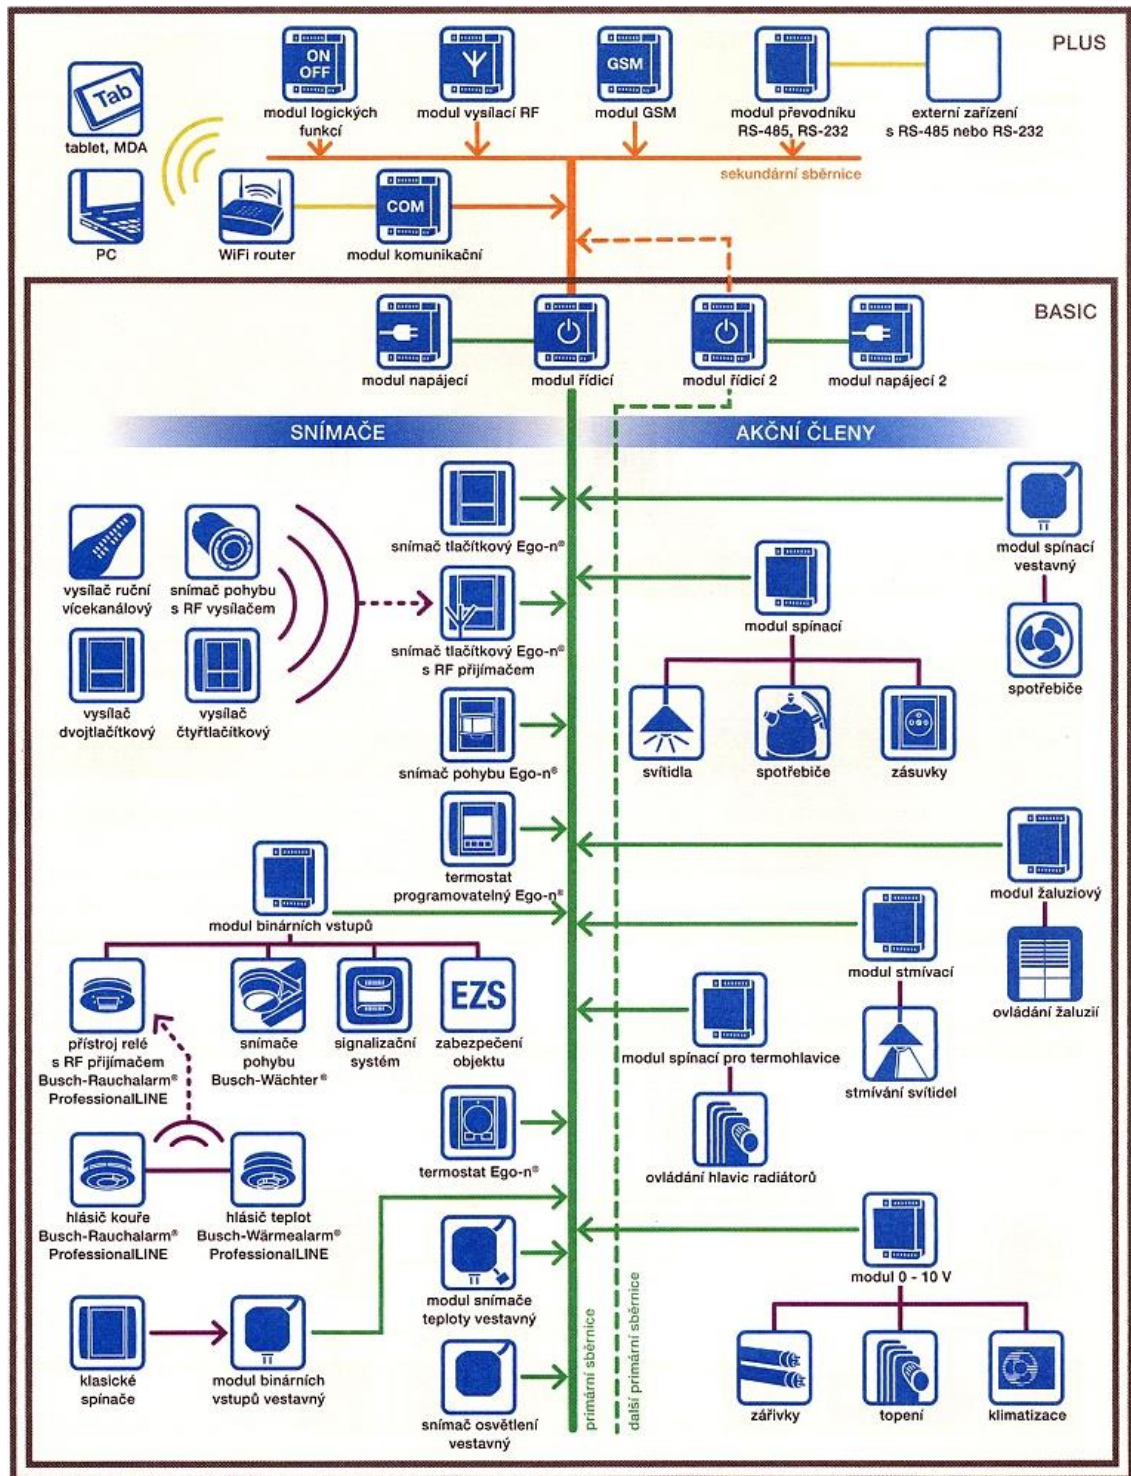 PLUS
ON
OFF
GSM
modul logických
funkcí
modul vysílací RF
modul GSM
modul převodníku
RS-485, RS-232
externí zařízení
s RS-485 nebo RS-232
Tab
tablet, MDA
sekundární sběrnice
COM
PC
WiFi router
modul komunikační
BASIC
modul napájecí
modul řídicí
modul řídicí 2
modul napájecí 2
SNÍMAČE
AKČNÍ ČLENY
snímač tlačítkový Ego-n®
modul spínací
vestavný
vysílač ruční
vícekanálový
snímač pohybu
s RF vysílačem
modul spínací
snímač tlačítkový Ego-n®
s RF přijímačem
spotřebiče
vysílač
dvojtlačítkový
vysílač
čtyřtlačítkový
snímač pohybu Ego-n®
svítidla
spotřebiče
zásuvky
termostat
programovatelný Ego-n®
modul žaluziový
modul binárních vstupů
modul stmívací
EZS
ovládání žaluzií
přístroj relé
s RF přijímačem
Busch-Rauchalarm®
ProfessionalLINE
snímače
pohybu
Busch-Wächter®
signalizační
systém
zabezpečení
objektu
modul spínací pro termohlavice
stmívání svítidel
termostat Ego-n®
ovládání hlavic radiátorů
hlásič kouře
Busch-Rauchalarm®
ProfessionalLINE
hlásič teplot
Busch-Wärmealarm®
ProfessionalLINE
modul 0 - 10 V
modul snímače
teploty vestavný
primární sběrnice
další primární sběrnice
klasické
spínače
modul binárních
vstupů vestavný
snímač osvětlení
vestavný
zářivky
topení
klimatizace